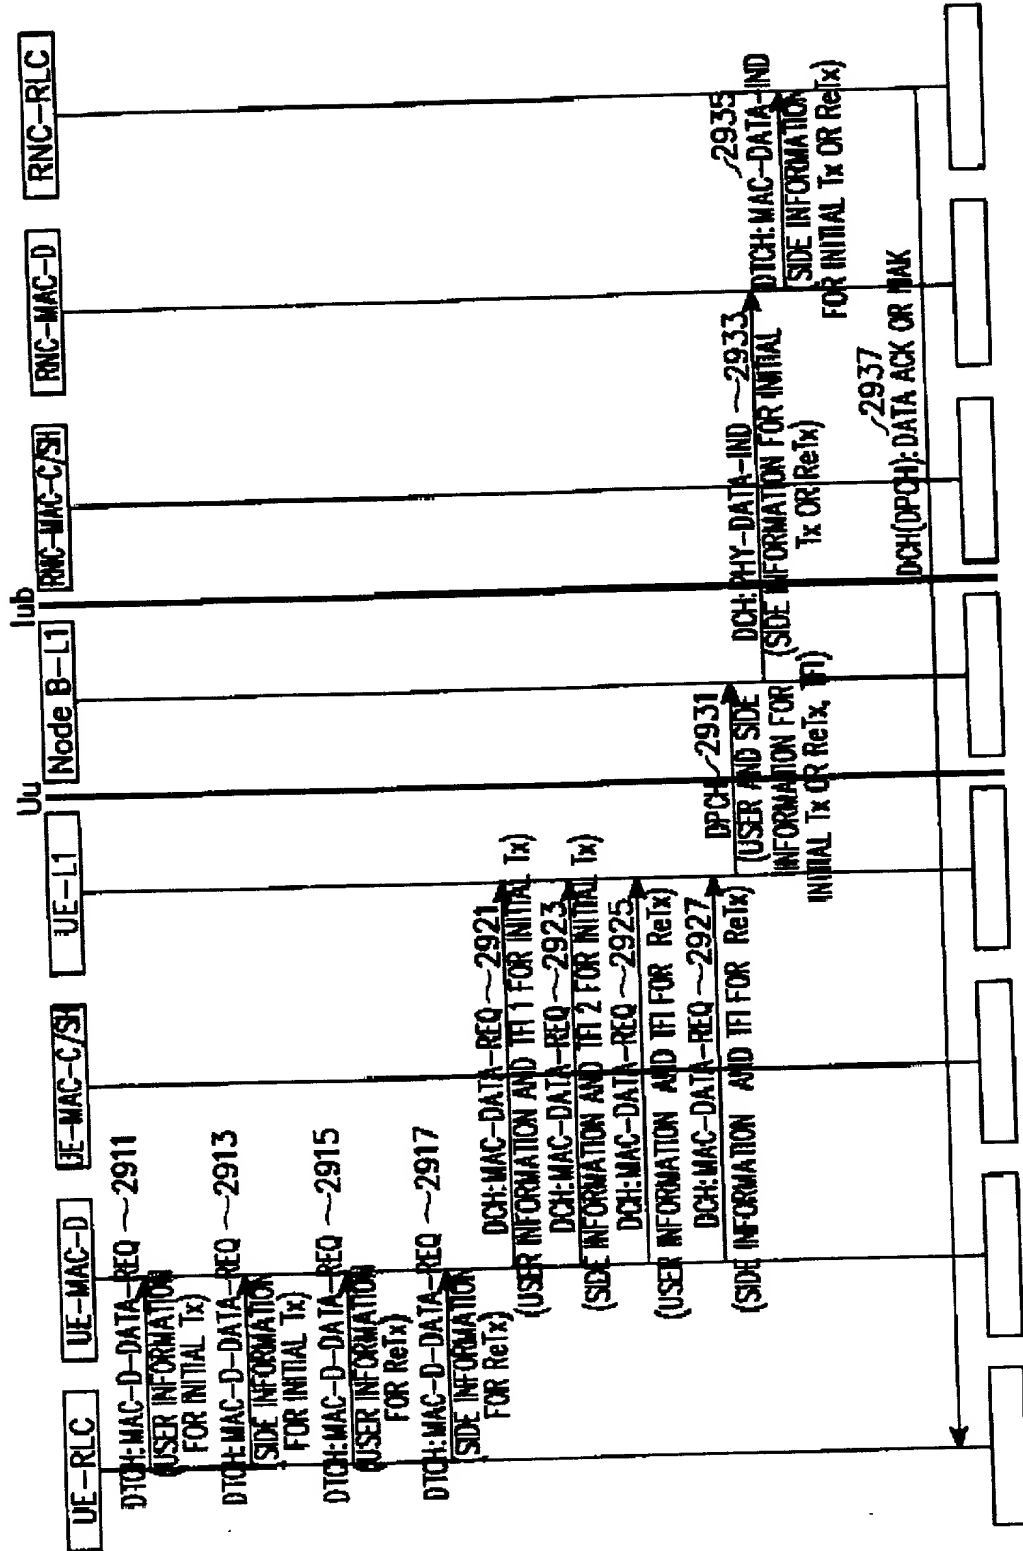 UE-RLC
UE-MAC-D
UE-MAC-C/SH
UE-L1
Uu
Node B-L1
Iub
RNC-MAC-C/SH
RNC-MAC-D
RNC-RLC
DTCH:MAC-D-DATA-REQ ~2911
(USER INFORMATION
FOR INITIAL Tx)
DTCH:MAC-D-DATA-REQ ~2913
(SIDE INFORMATION
FOR INITIAL Tx)
DTCH:MAC-D-DATA-REQ ~2915
(USER INFORMATION
FOR ReTx)
DTCH:MAC-D-DATA-REQ ~2917
(SIDE INFORMATION
FOR ReTx)
DCH:MAC-DATA-REQ ~2921
(USER INFORMATION AND TFI 1 FOR INITIAL Tx)
DCH:MAC-DATA-REQ ~2923
(SIDE INFORMATION AND TFI 2 FOR INITIAL Tx)
DCH:MAC-DATA-REQ ~2925
(USER INFORMATION AND TFI FOR ReTx)
DCH:MAC-DATA-REQ ~2927
(SIDE INFORMATION AND TFI FOR ReTx)
DPCH ~2931
(USER AND SIDE
INFORMATION FOR
INITIAL Tx OR ReTx, TFI)
DCH:PHY-DATA-IND ~2933
(SIDE INFORMATION FOR INITIAL
Tx OR ReTx)
2935
DTCH:MAC-DATA-IND
SIDE INFORMATION
FOR INITIAL Tx OR ReTx)
2937
DCH(DPCH):DATA ACK OR NAK